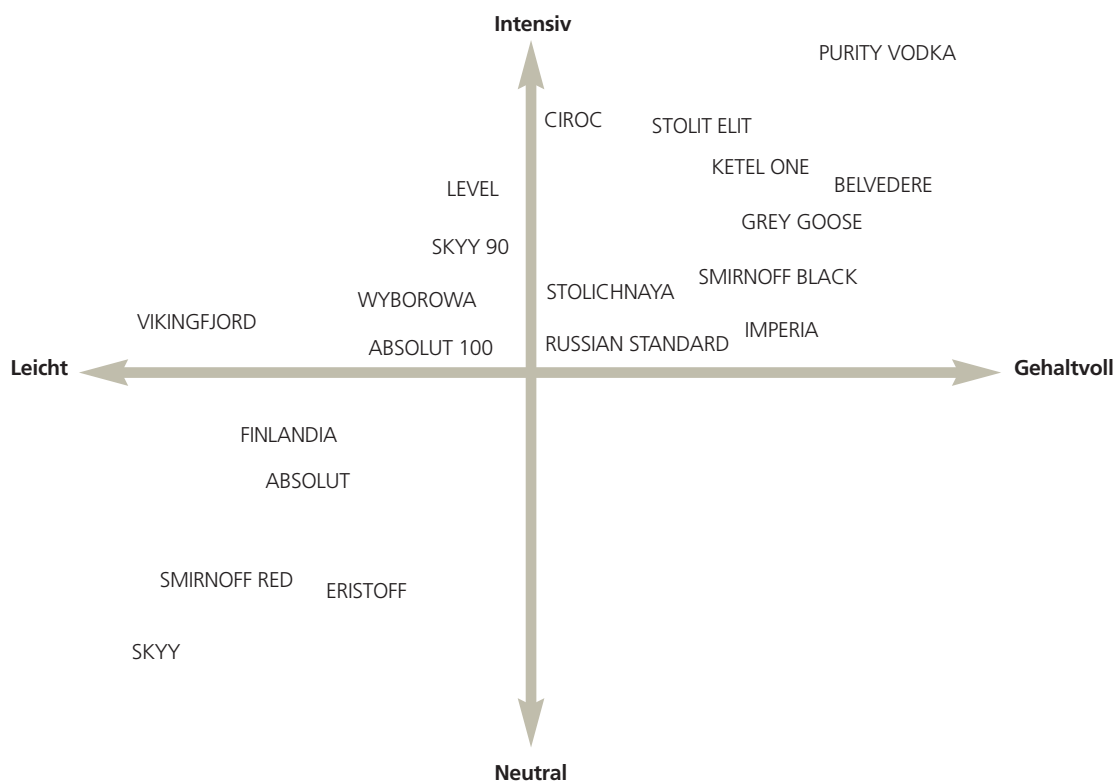 Intensiv
PURITY VODKA
CIROC
STOLIT ELIT
KETEL ONE
BELVEDERE
LEVEL
GREY GOOSE
SKYY 90
SMIRNOFF BLACK
STOLICHNAYA
WYBOROWA
VIKINGFJORD
IMPERIA
RUSSIAN STANDARD
ABSOLUT 100
Leicht
Gehaltvoll
FINLANDIA
ABSOLUT
SMIRNOFF RED
ERISTOFF
SKYY
Neutral